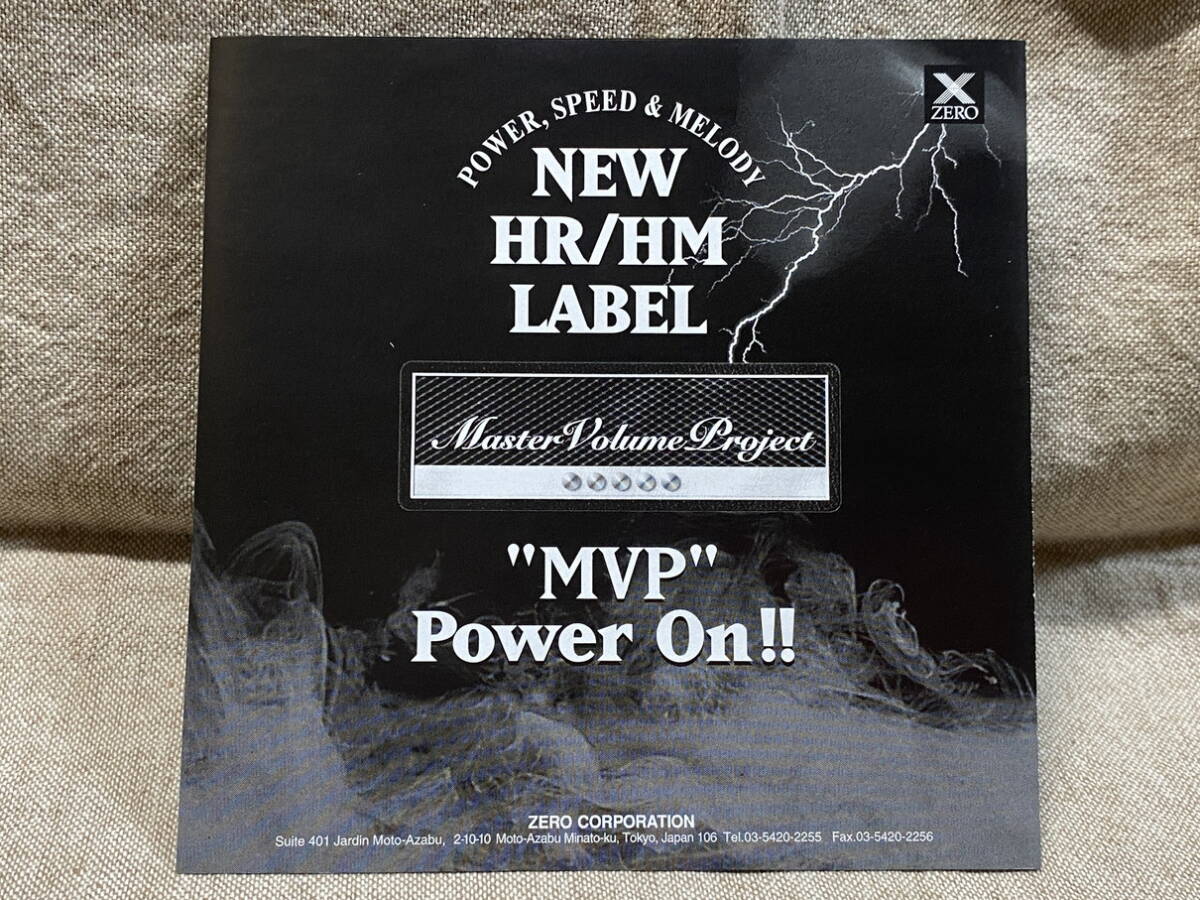 X
ZERO
POWER, SPEED & MELODY
NEW
HR/HM
LABEL
Master Volume Project
"MVP"
Power On!!
ZERO CORPORATION
Suite 401 Jardin Moto-Azabu, 2-10-10 Moto-Azabu Minato-ku, Tokyo, Japan 106 Tel.03-5420-2255 Fax.03-5420-2256